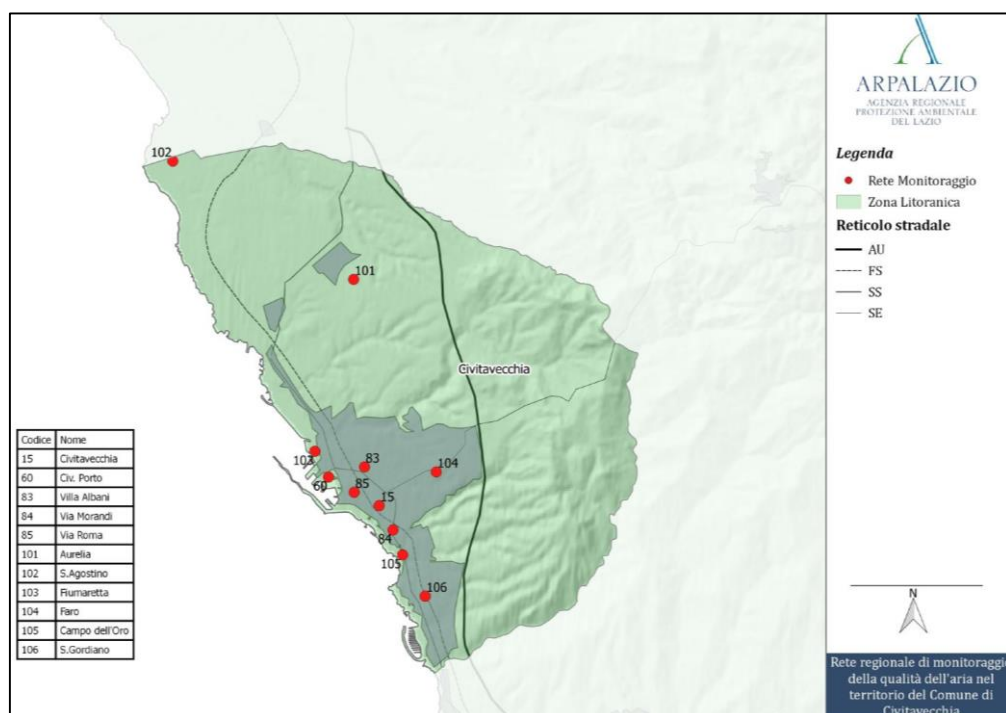 102
101
Civitavecchia
103
83
104
60
85
15
84
105
106
Codice Nome
15 Civitavecchia
60 Civ. Porto
83 Villa Albani
84 Via Morandi
85 Via Roma
101 Aurelia
102 S.Agostino
103 Fiumaretta
104 Faro
105 Campo dell'Oro
106 S.Gordiano
ARPALAZIO
AGENZIA REGIONALE
PROTEZIONE AMBIENTALE
DEL LAZIO
Legenda
Rete Monitoraggio
Zona Litoranica
Reticolo stradale
AU
FS
SS
SE
N
Rete regionale di monitoraggio
della qualità dell'aria nel
territorio del Comune di
Civitavecchia